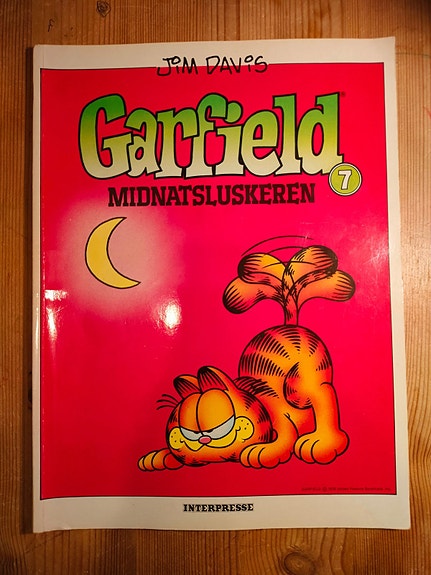 JIM DAVIS
Garfield
7
MIDNATSLUSKEREN
INTERPRESSE